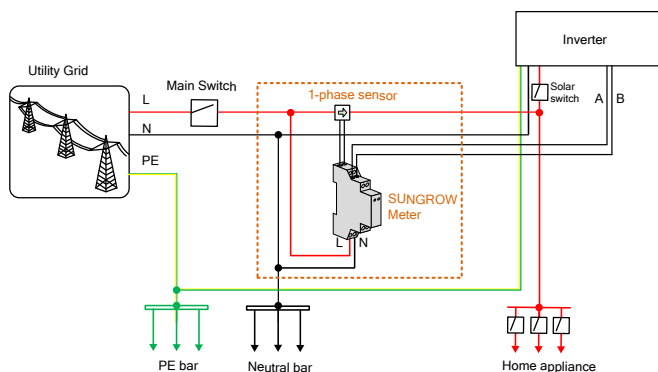 Inverter
Utility Grid
Main Switch
1-phase sensor
Solar
switch
A
B
L
N
PE
SUNGROW
Meter
L
N
PE bar
Neutral bar
Home appliance